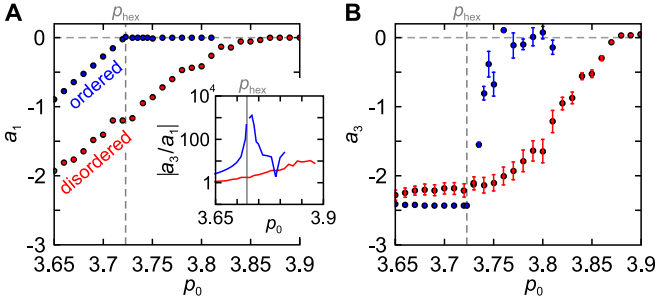 A
B
p_hex
p_hex
0
-1
-2
-3
a_1
ordered
disordered
3.65
3.7
3.75
3.8
3.85
3.9
p_0
p_hex
10^4
100
1
|a_3/a_1|
3.65
3.9
p_0
0
-1
-2
-3
a_3
3.65
3.7
3.75
3.8
3.85
3.9
p_0